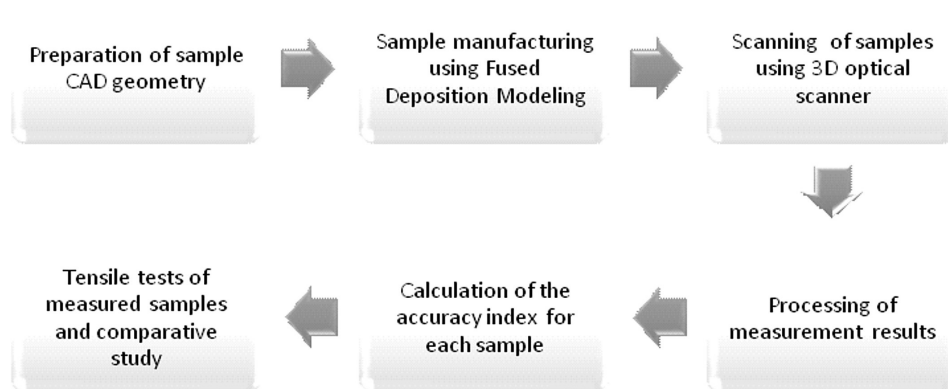 Preparation of sample
CAD geometry
Sample manufacturing
using Fused
Deposition Modeling
Scanning of samples
using 3D optical
scanner
Processing of
measurement results
Calculation of the
accuracy index for
each sample
Tensile tests of
measured samples
and comparative
study